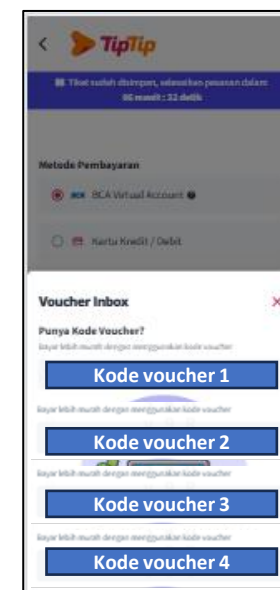 TipTip
Tiket sudah disimpan, selesaikan pesanan dalam
06 menit : 32 detik
Metode Pembayaran
BCA BCA Virtual Account
Kartu Kredit / Debit
Voucher Inbox
Punya Kode Voucher?
Bayar lebih murah dengan menggunakan kode voucher
Kode voucher 1
Bayar lebih murah dengan menggunakan kode voucher
Kode voucher 2
Bayar lebih murah dengan menggunakan kode voucher
Kode voucher 3
Bayar lebih murah dengan menggunakan kode voucher
Kode voucher 4